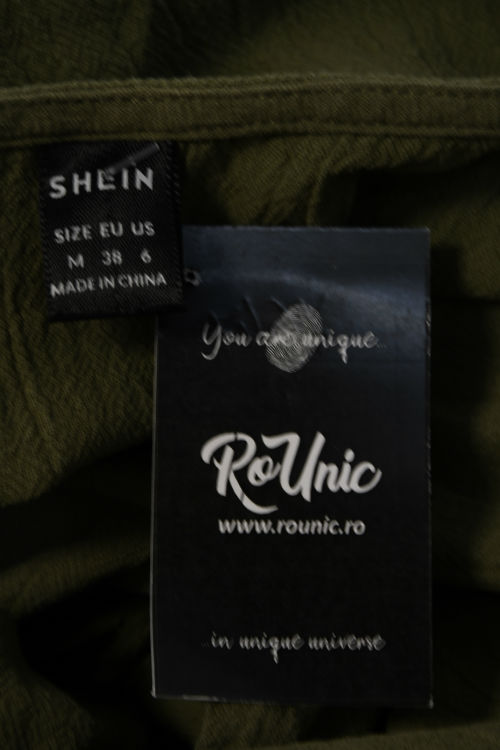 SHEIN
SIZE EU US
M 38 6
MADE IN CHINA
You are unique...
RoUnic
www.rounic.ro
...in unique universe